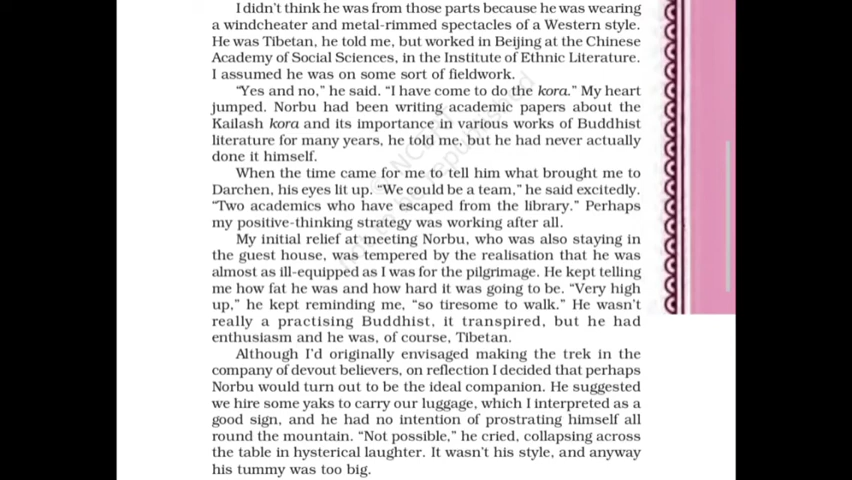 I didn't think he was from those parts because he was wearing
a windcheater and metal-rimmed spectacles of a Western style.
He was Tibetan, he told me, but worked in Beijing at the Chinese
Academy of Social Sciences, in the Institute of Ethnic Literature.
I assumed he was on some sort of fieldwork.
“Yes and no,” he said. “I have come to do the kora.” My heart
jumped. Norbu had been writing academic papers about the
Kailash kora and its importance in various works of Buddhist
literature for many years, he told me, but he had never actually
done it himself.
When the time came for me to tell him what brought me to
Darchen, his eyes lit up. “We could be a team,” he said excitedly.
“Two academics who have escaped from the library.” Perhaps
my positive-thinking strategy was working after all.
My initial relief at meeting Norbu, who was also staying in
the guest house, was tempered by the realisation that he was
almost as ill-equipped as I was for the pilgrimage. He kept telling
me how fat he was and how hard it was going to be. “Very high
up,” he kept reminding me, “so tiresome to walk.” He wasn't
really a practising Buddhist, it transpired, but he had
enthusiasm and he was, of course, Tibetan.
Although I'd originally envisaged making the trek in the
company of devout believers, on reflection I decided that perhaps
Norbu would turn out to be the ideal companion. He suggested
we hire some yaks to carry our luggage, which I interpreted as a
good sign, and he had no intention of prostrating himself all
round the mountain. “Not possible,” he cried, collapsing across
the table in hysterical laughter. It wasn't his style, and anyway
his tummy was too big.